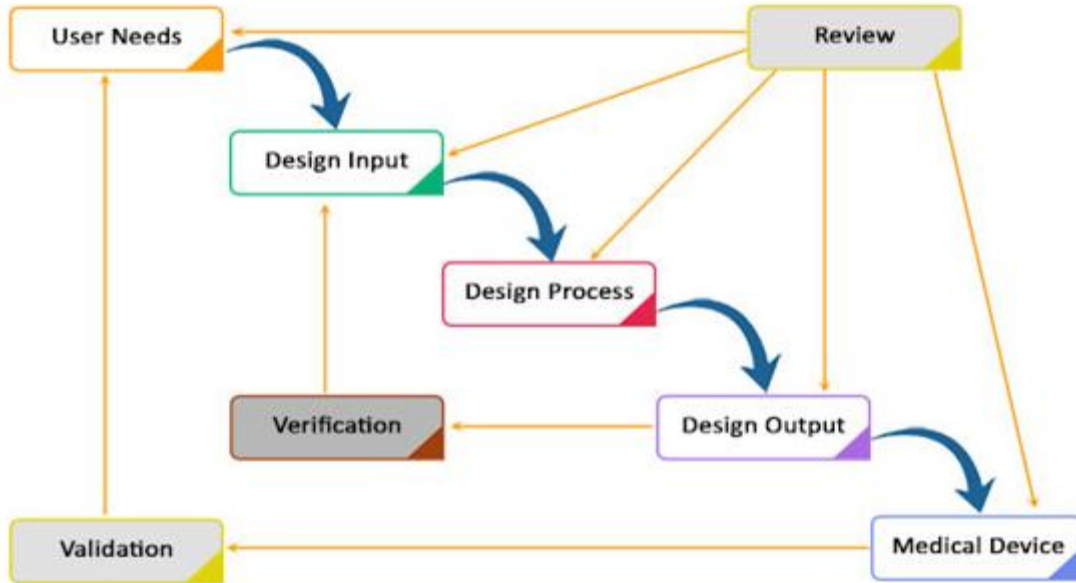 User Needs
Review
Design Input
Design Process
Verification
Design Output
Validation
Medical Device